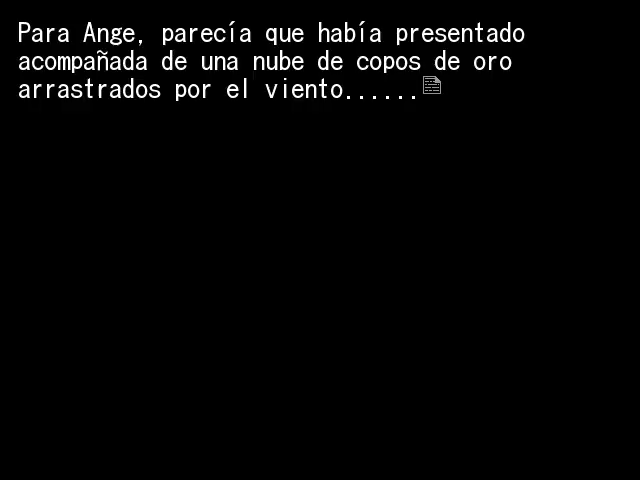 Para Ange, parecía que había presentado
acompañada de una nube de copos de oro
arrastrados por el viento......